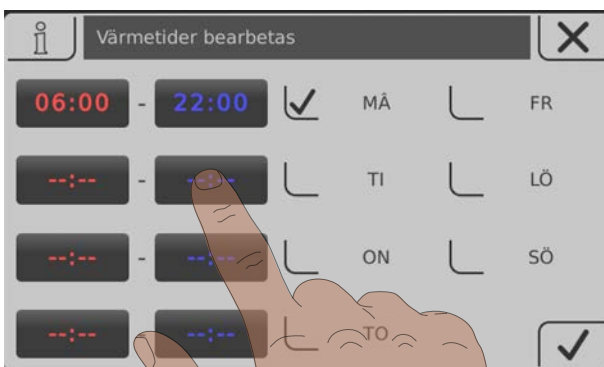 Värmetider bearbetas
06:00 - 22:00 MÅ FR
--:-- - --:-- TI LÖ
--:-- - --:-- ON SÖ
--:-- --:-- TO